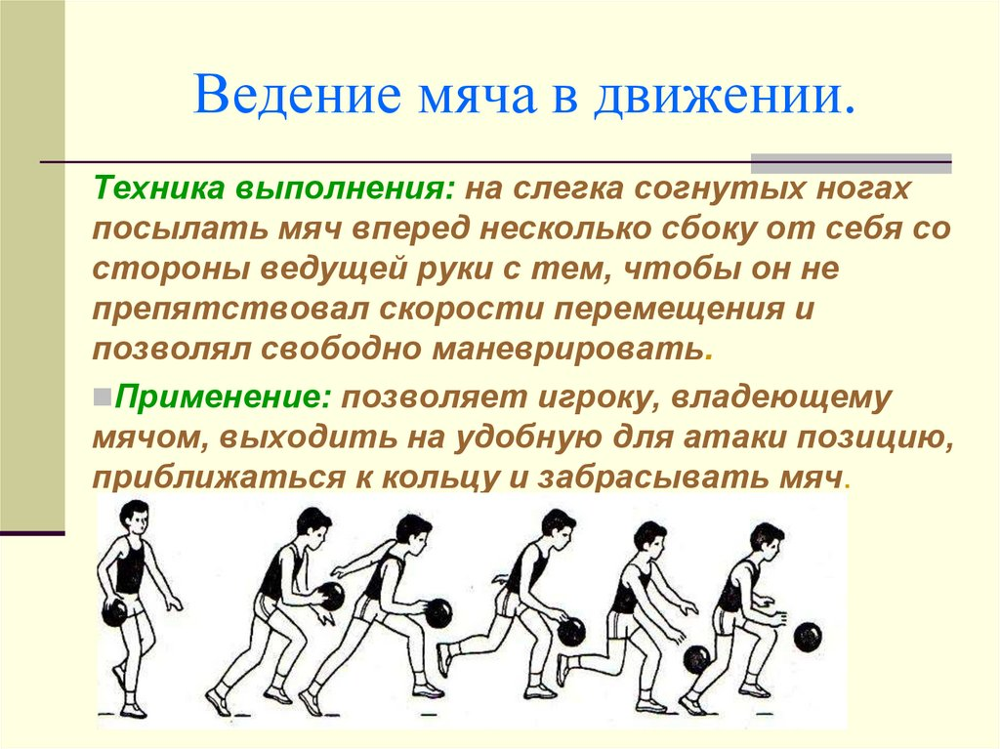 Ведение мяча в движении.
Техника выполнения: на слегка согнутых ногах
посылать мяч вперед несколько сбоку от себя со
стороны ведущей руки с тем, чтобы он не
препятствовал скорости перемещения и
позволял свободно маневрировать.
Применение: позволяет игроку, владеющему
мячом, выходить на удобную для атаки позицию,
приближаться к кольцу и забрасывать мяч.